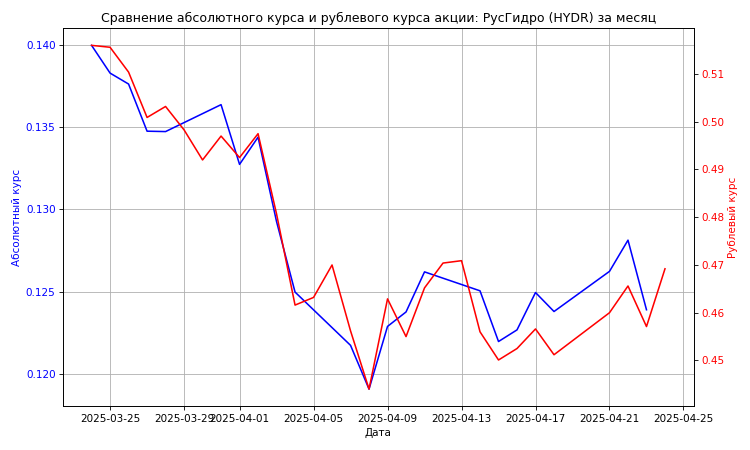 Сравнение абсолютного курса и рублевого курса акции: РусГидро (HYDR) за месяц
0.140
0.135
0.130
0.125
0.120
Абсолютный курс
0.51
0.50
0.49
0.48
0.47
0.46
0.45
Рублевый курс
2025-03-25 2025-03-29 2025-04-01 2025-04-05 2025-04-09 2025-04-13 2025-04-17 2025-04-21 2025-04-25
Дата